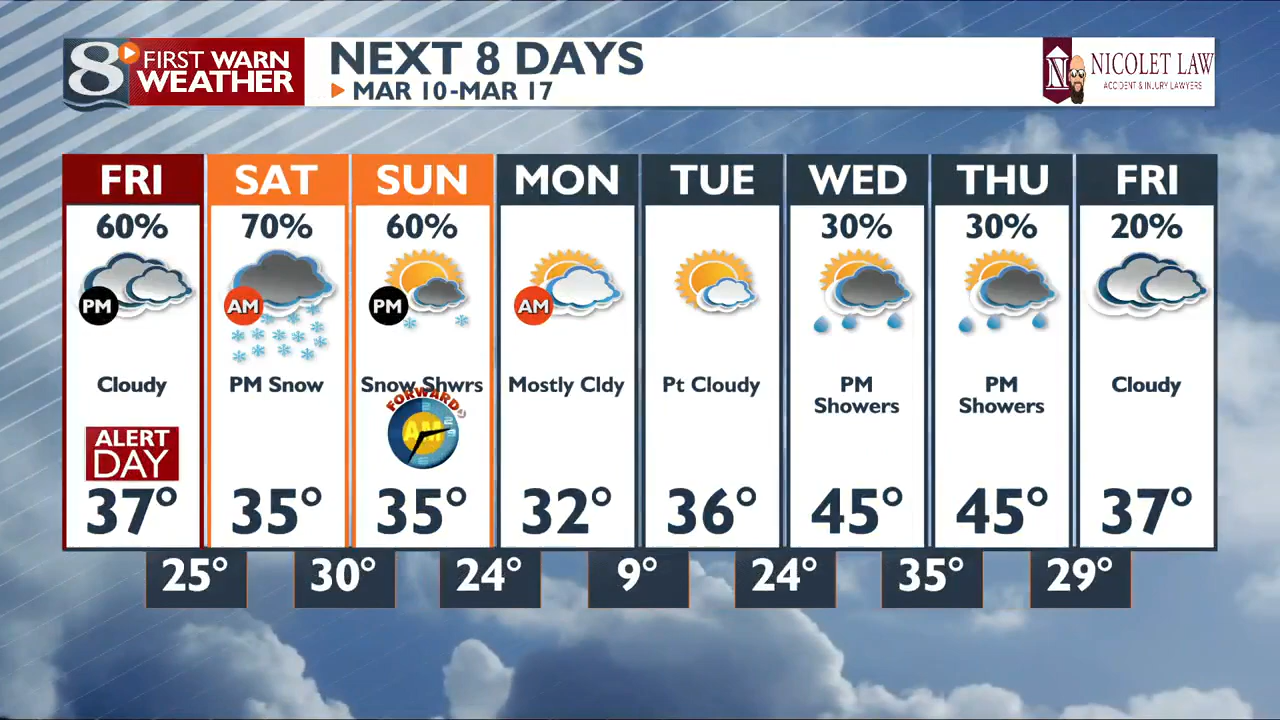 8
FIRST WARN
WEATHER
NEXT 8 DAYS
MAR 10-MAR 17
N
NICOLET LAW
ACCIDENT & INJURY LAWYERS
FRI
60%
PM
Cloudy
ALERT
DAY
37°
SAT
70%
AM
PM Snow
35°
SUN
60%
PM
Snow Shwrs
FORWARD
AM
35°
MON
AM
Mostly Cldy
32°
TUE
Pt Cloudy
36°
WED
30%
PM
Showers
45°
THU
30%
PM
Showers
45°
FRI
20%
Cloudy
37°
25°
30°
24°
9°
24°
35°
29°